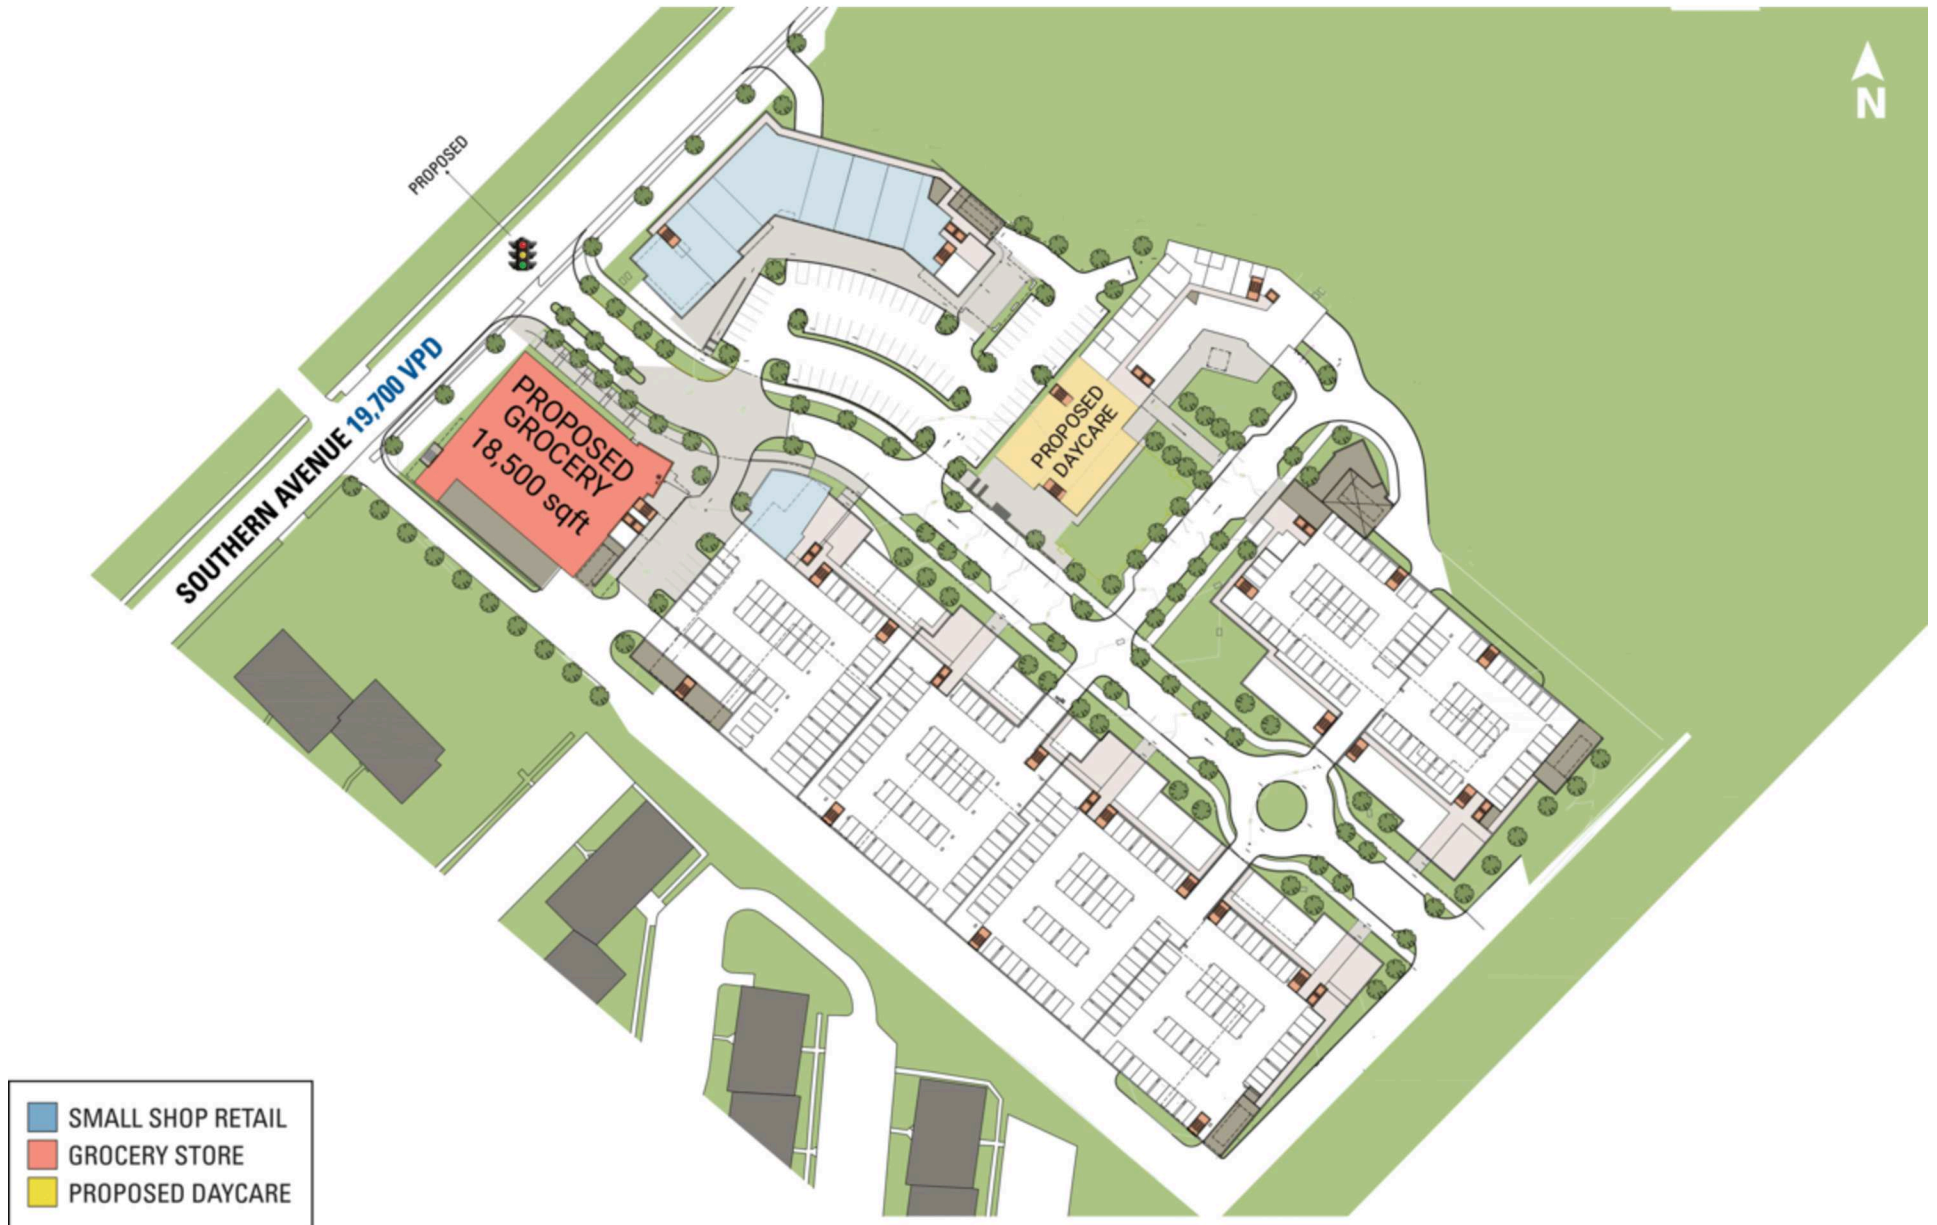 N
PROPOSED
SOUTHERN AVENUE 19,700 VPD
PROPOSED
GROCERY
18,500 sqft
PROPOSED
DAYCARE
SMALL SHOP RETAIL
GROCERY STORE
PROPOSED DAYCARE